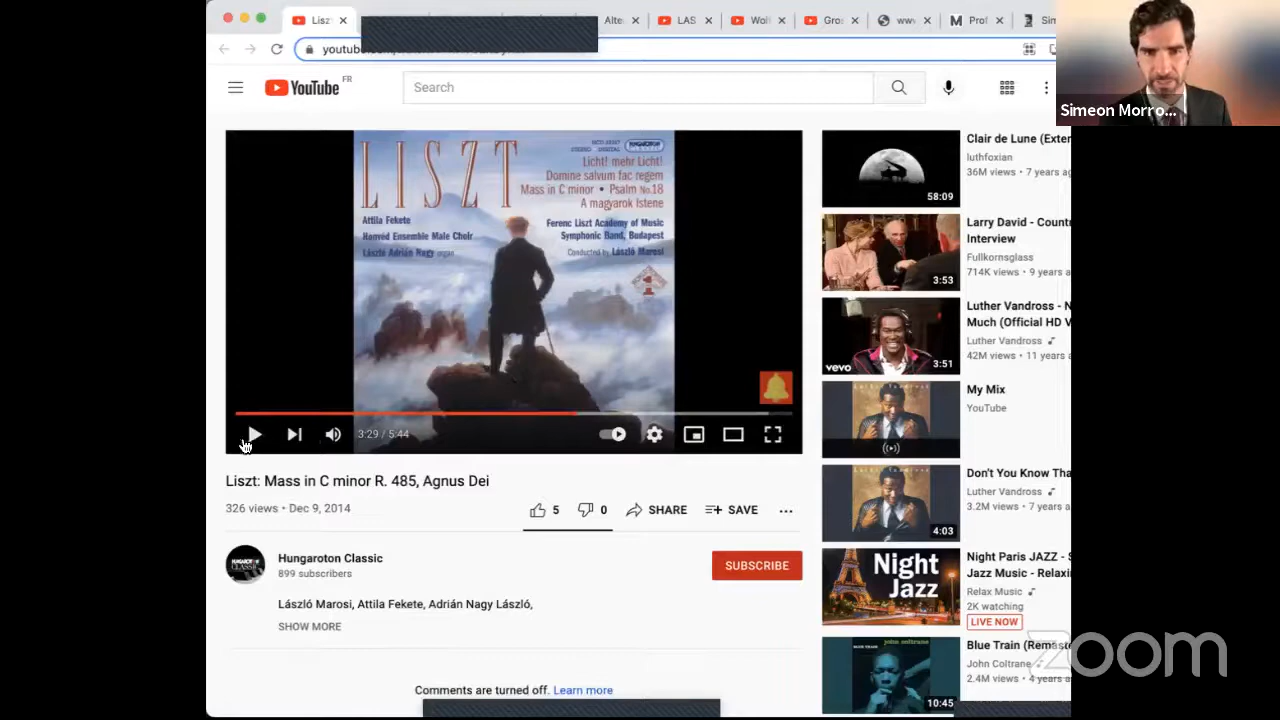 Lisz
Alte
LAS
Wol
Gro
ww
Prof
Sim
youtube
Simeon Morro...
YouTube
FR
Search
LISZT
Licht! mehr Licht!
Domine salvum fac regem
Mass in C minor • Psalm No.18
A magyarok Istene
Attila Fekete
Honvéd Ensemble Male Choir
László Adrián Nagy organ
Ferenc Liszt Academy of Music
Symphonic Band, Budapest
Conducted by László Marosi
3:29 / 5:44
Liszt: Mass in C minor R. 485, Agnus Dei
326 views • Dec 9, 2014
5
0
SHARE
SAVE
Hungaroton Classic
899 subscribers
SUBSCRIBE
László Marosi, Attila Fekete, Adrián Nagy László,
SHOW MORE
Comments are turned off. Learn more
Clair de Lune (Exter
luthfoxian
36M views • 7 years ag
58:09
Larry David - Count
Interview
Fullkornsglass
714K views • 9 years a
3:53
Luther Vandross - N
Much (Official HD V
Luther Vandross
42M views • 11 years a
vevo
3:51
My Mix
YouTube
Don't You Know Tha
Luther Vandross
3.2M views • 7 years a
4:03
Night
Jazz
Night Paris JAZZ - S
Jazz Music - Relaxi
Relax Music
2K watching
LIVE NOW
john coltrane
BLUE TRAIN
Blue Train (Remaste
John Coltrane
2.4M views • 4 years a
10:45
zoom